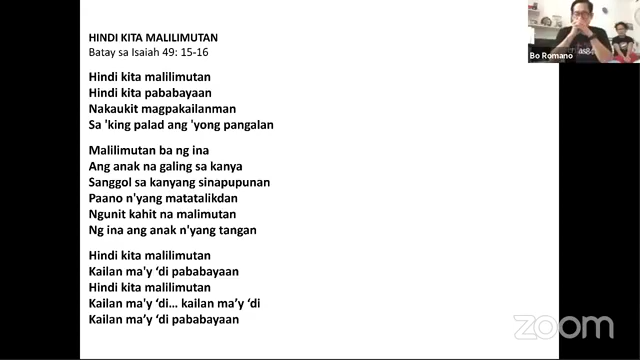 HINDI KITA MALILIMUTAN
Batay sa Isaiah 49: 15-16
Hindi kita malilimutan
Hindi kita pababayaan
Nakaukit magpakailanman
Sa 'king palad ang 'yong pangalan
Malilimutan ba ng ina
Ang anak na galing sa kanya
Sanggol sa kanyang sinapupunan
Paano n'yang matatalikdan
Ngunit kahit na malimutan
Ng ina ang anak n'yang tangan
Hindi kita malilimutan
Kailan ma'y ‘di pababayaan
Hindi kita malilimutan
Kailan ma'y ‘di... kailan ma’y ‘di
Kailan ma’y ‘di pababayaan
Bo Romano
zoom